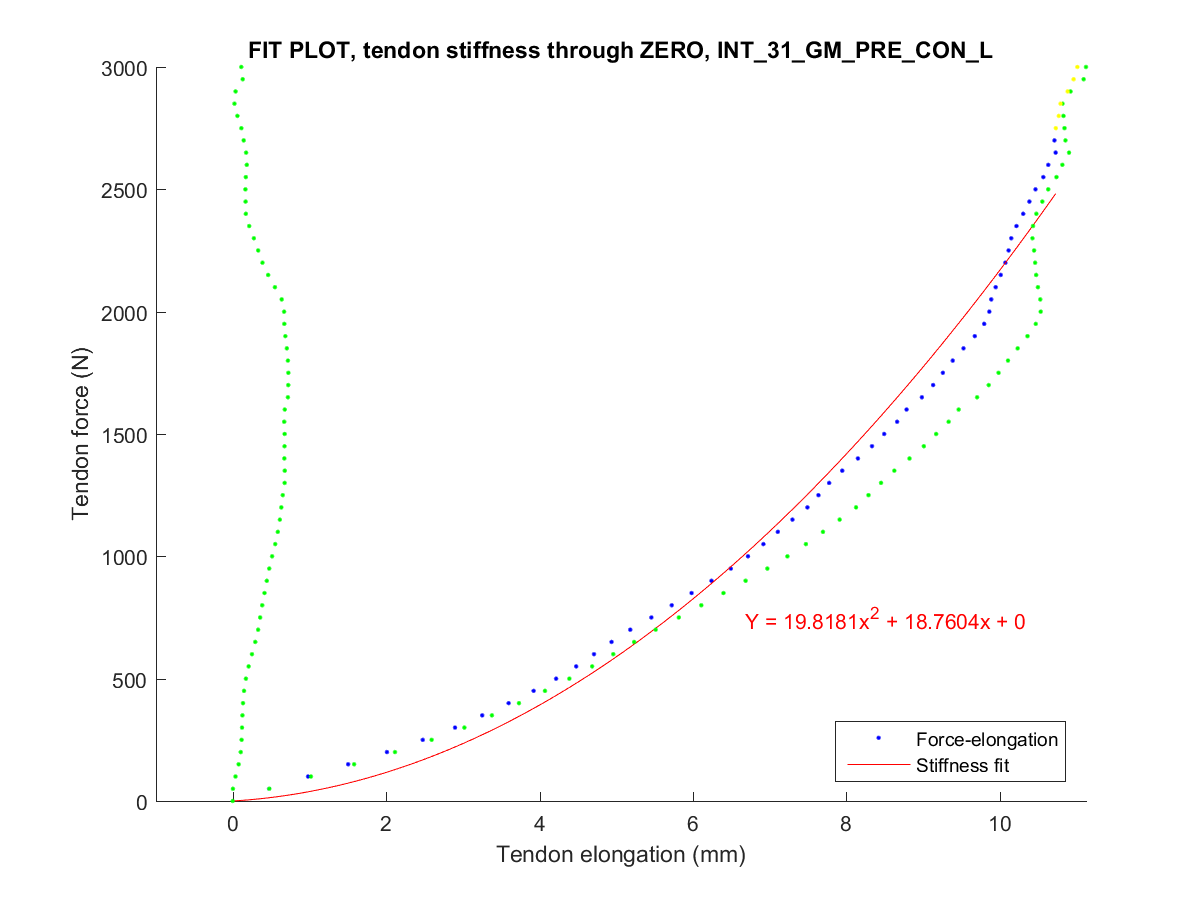 FIT PLOT, tendon stiffness through ZERO, INT_31_GM_PRE_CON_L
3000
2500
2000
1500
1000
500
0
Tendon force (N)
Y = 19.8181x² + 18.7604x + 0
Force-elongation
Stiffness fit
0 2 4 6 8 10
Tendon elongation (mm)